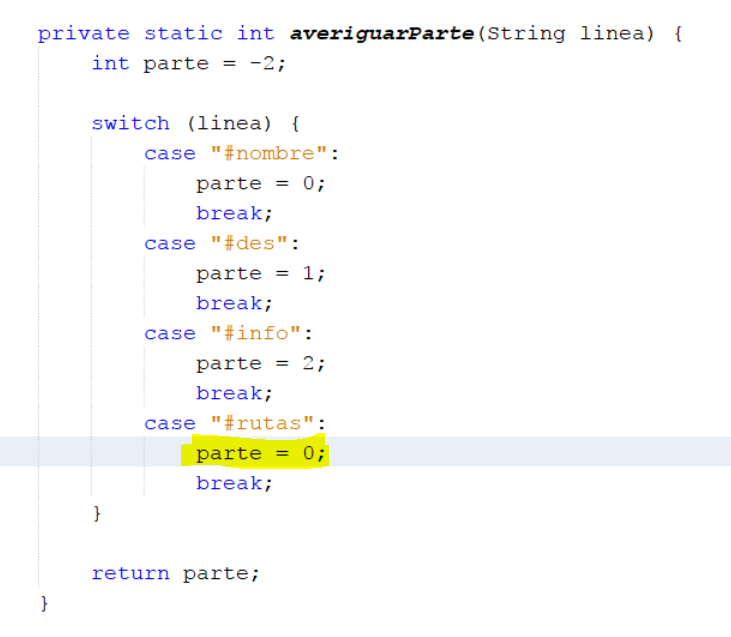 private static int averiguarParte(String linea) {
int parte = -2;
switch (linea) {
case "#nombre":
parte = 0;
break;
case "#des":
parte = 1;
break;
case "#info":
parte = 2;
break;
case "#rutas":
parte = 0;
break;
}
return parte;
}